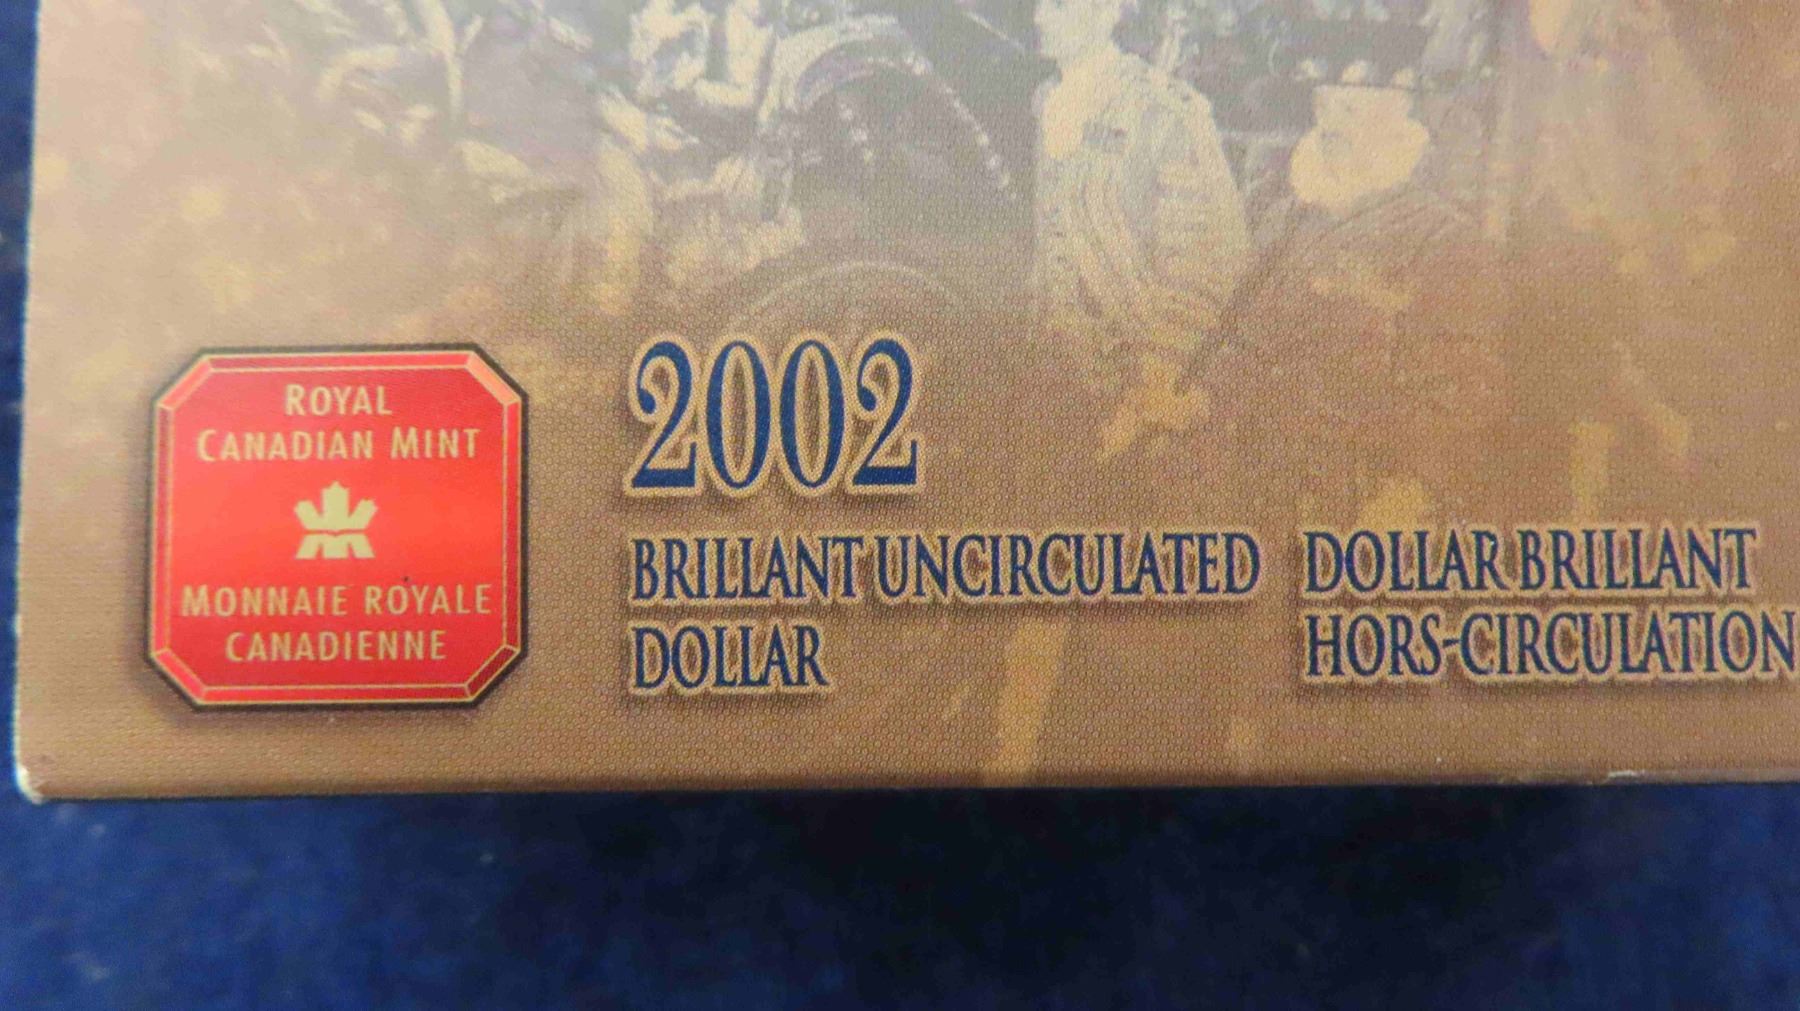 ROYAL
CANADIAN MINT
MONNAIE ROYALE
CANADIENNE
2002
BRILLANT UNCIRCULATED
DOLLAR
DOLLAR BRILLANT
HORS-CIRCULATION